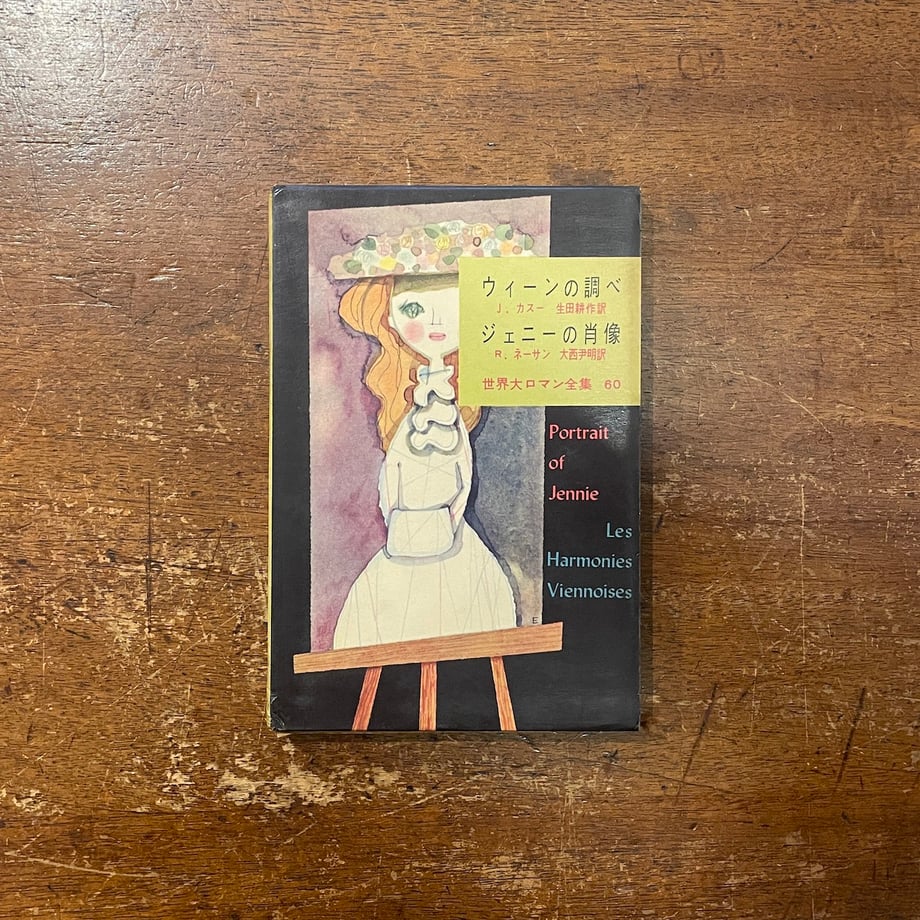 ウィーンの調べ
J、カスー 生田耕作訳
ジェニーの肖像
R、ネーサン 大西尹明訳
世界大ロマン全集 60
Portrait
of
Jennie
Les
Harmonies
Viennoises
E